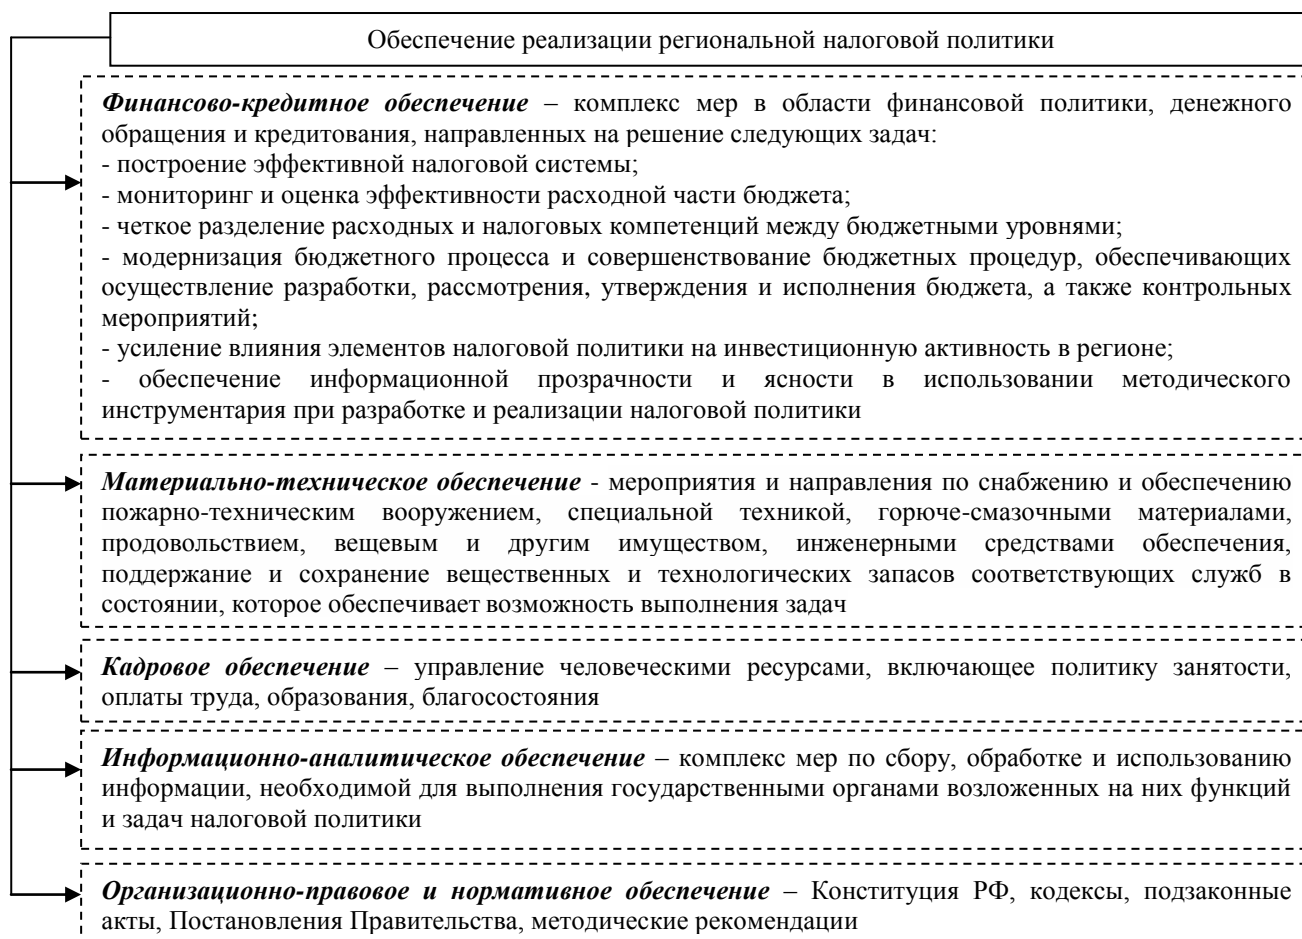 Обеспечение реализации региональной налоговой политики
Финансово-кредитное обеспечение – комплекс мер в области финансовой политики, денежного
обращения и кредитования, направленных на решение следующих задач:
- построение эффективной налоговой системы;
- мониторинг и оценка эффективности расходной части бюджета;
- четкое разделение расходных и налоговых компетенций между бюджетными уровнями;
- модернизация бюджетного процесса и совершенствование бюджетных процедур, обеспечивающих
осуществление разработки, рассмотрения, утверждения и исполнения бюджета, а также контрольных
мероприятий;
- усиление влияния элементов налоговой политики на инвестиционную активность в регионе;
- обеспечение информационной прозрачности и ясности в использовании методического
инструментария при разработке и реализации налоговой политики
Материально-техническое обеспечение - мероприятия и направления по снабжению и обеспечению
пожарно-техническим вооружением, специальной техникой, горюче-смазочными материалами,
продовольствием, вещевым и другим имуществом, инженерными средствами обеспечения,
поддержание и сохранение вещественных и технологических запасов соответствующих служб в
состоянии, которое обеспечивает возможность выполнения задач
Кадровое обеспечение – управление человеческими ресурсами, включающее политику занятости,
оплаты труда, образования, благосостояния
Информационно-аналитическое обеспечение – комплекс мер по сбору, обработке и использованию
информации, необходимой для выполнения государственными органами возложенных на них функций
и задач налоговой политики
Организационно-правовое и нормативное обеспечение – Конституция РФ, кодексы, подзаконные
акты, Постановления Правительства, методические рекомендации